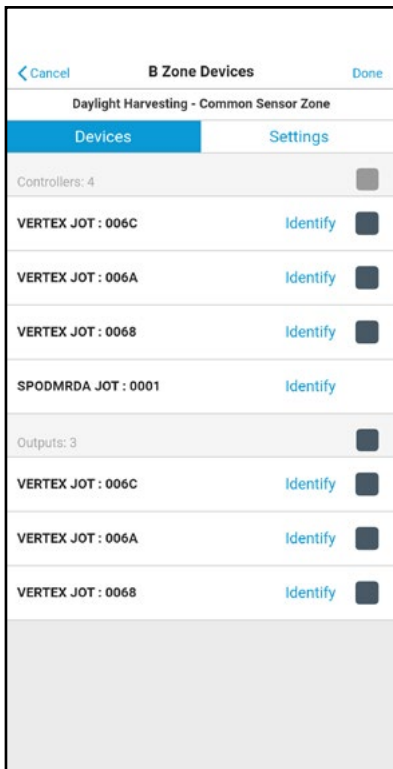 Cancel B Zone Devices Done
Daylight Harvesting - Common Sensor Zone
Devices Settings
Controllers: 4
VERTEX JOT : 006C Identify
VERTEX JOT : 006A Identify
VERTEX JOT : 0068 Identify
SPODMRDA JOT : 0001 Identify
Outputs: 3
VERTEX JOT : 006C Identify
VERTEX JOT : 006A Identify
VERTEX JOT : 0068 Identify